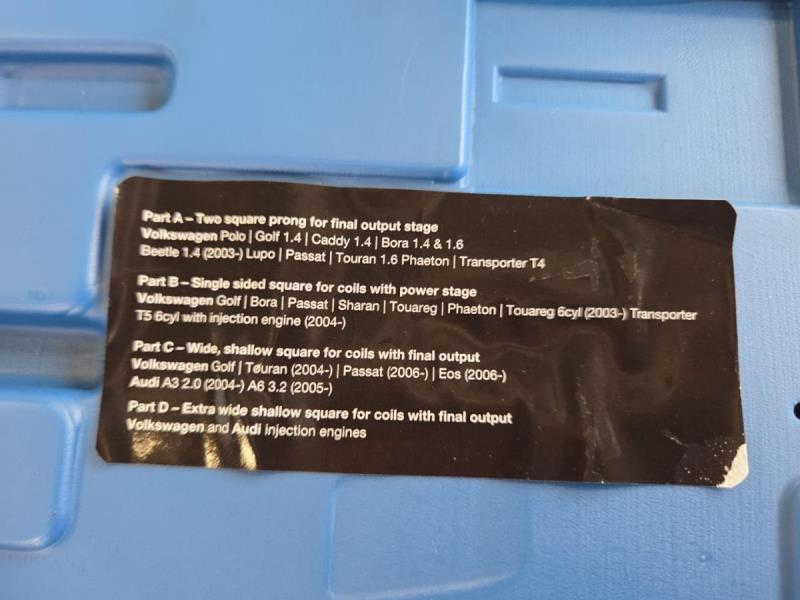 Part A – Two square prong for final output stage
Volkswagen Polo | Golf 1.4 | Caddy 1.4 | Bora 1.4 & 1.6
Beetle 1.4 (2003-) Lupo | Passat | Touran 1.6 Phaeton | Transporter T4
Part B – Single sided square for coils with power stage
Volkswagen Golf | Bora | Passat | Sharan | Touareg | Phaeton | Touareg 6cyl (2003-) Transporter
T5 6cyl with injection engine (2004-)
Part C – Wide, shallow square for coils with final output
Volkswagen Golf | Touran (2004-) | Passat (2006-) | Eos (2006-)
Audi A3 2.0 (2004-) A6 3.2 (2005-)
Part D – Extra wide shallow square for coils with final output
Volkswagen and Audi injection engines